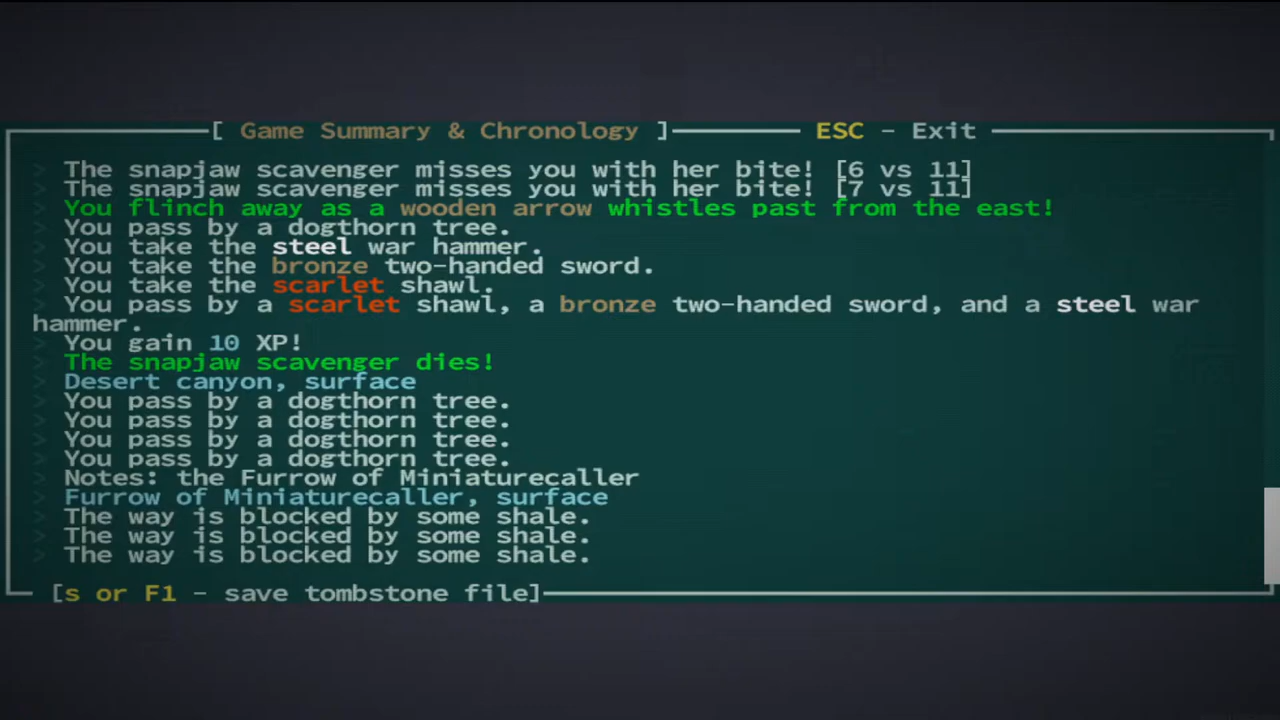 [ Game Summary & Chronology ] ESC - Exit
> The snapjaw scavenger misses you with her bite! [6 vs 11]
> The snapjaw scavenger misses you with her bite! [7 vs 11]
> You flinch away as a wooden arrow whistles past from the east!
> You pass by a dogthorn tree.
> You take the steel war hammer.
> You take the bronze two-handed sword.
> You take the scarlet shawl.
> You pass by a scarlet shawl, a bronze two-handed sword, and a steel war
hammer.
> You gain 10 XP!
> The snapjaw scavenger dies!
> Desert canyon, surface
> You pass by a dogthorn tree.
> You pass by a dogthorn tree.
> You pass by a dogthorn tree.
> You pass by a dogthorn tree.
> Notes: the Furrow of Miniaturecaller
> Furrow of Miniaturecaller, surface
> The way is blocked by some shale.
> The way is blocked by some shale.
> The way is blocked by some shale.
[s or F1 - save tombstone file]